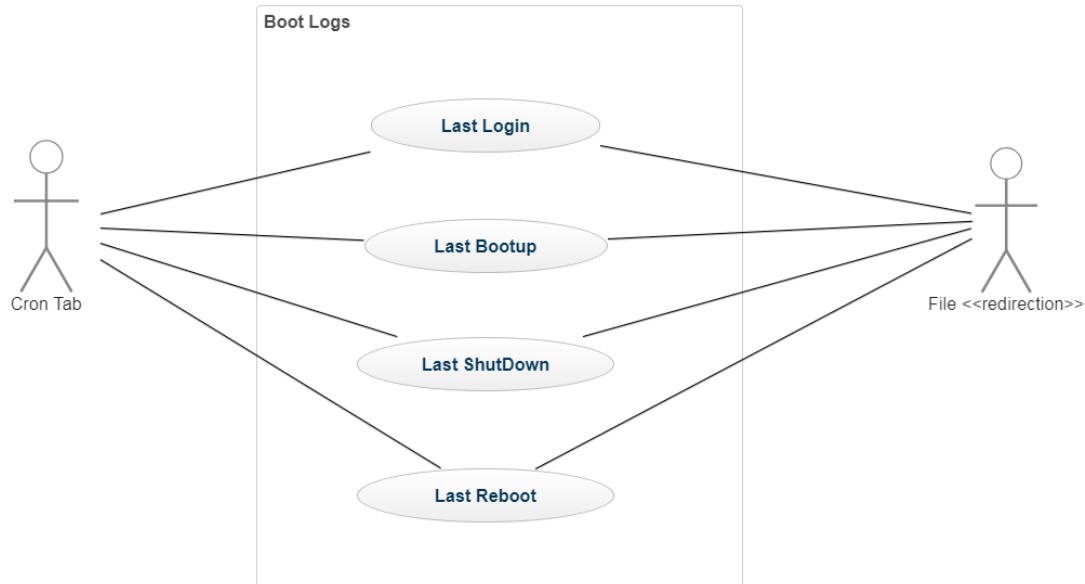 Boot Logs
Last Login
Last Bootup
Cron Tab
File <<redirection>>
Last ShutDown
Last Reboot